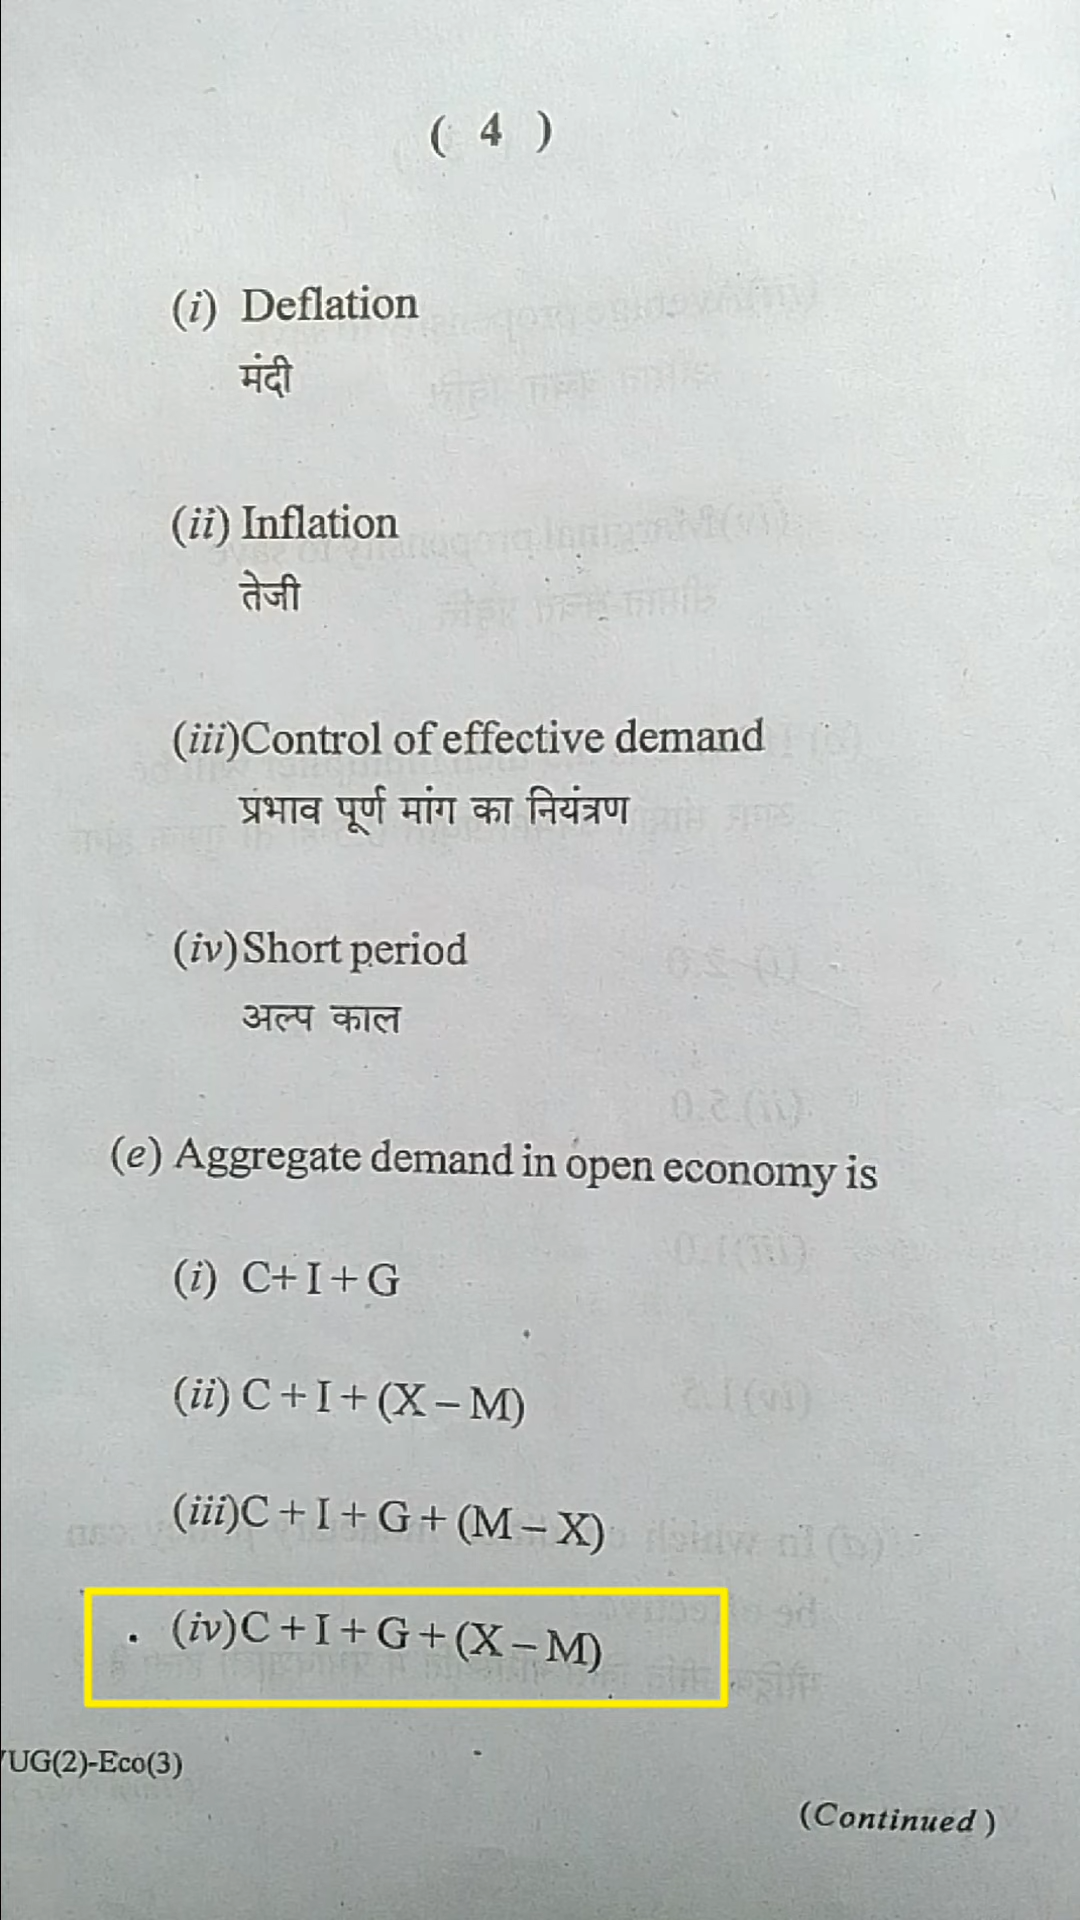 ( 4 )
(i) Deflation
मंदी
(ii) Inflation
तेजी
(iii) Control of effective demand
प्रभाव पूर्ण मांग का नियंत्रण
(iv) Short period
अल्प काल
(e) Aggregate demand in open economy is
(i) C+ I + G
(ii) C + I + (X – M)
(iii) C + I + G + (M – X)
(iv) C + I + G + (X – M)
UG(2)-Eco(3)
(Continued)